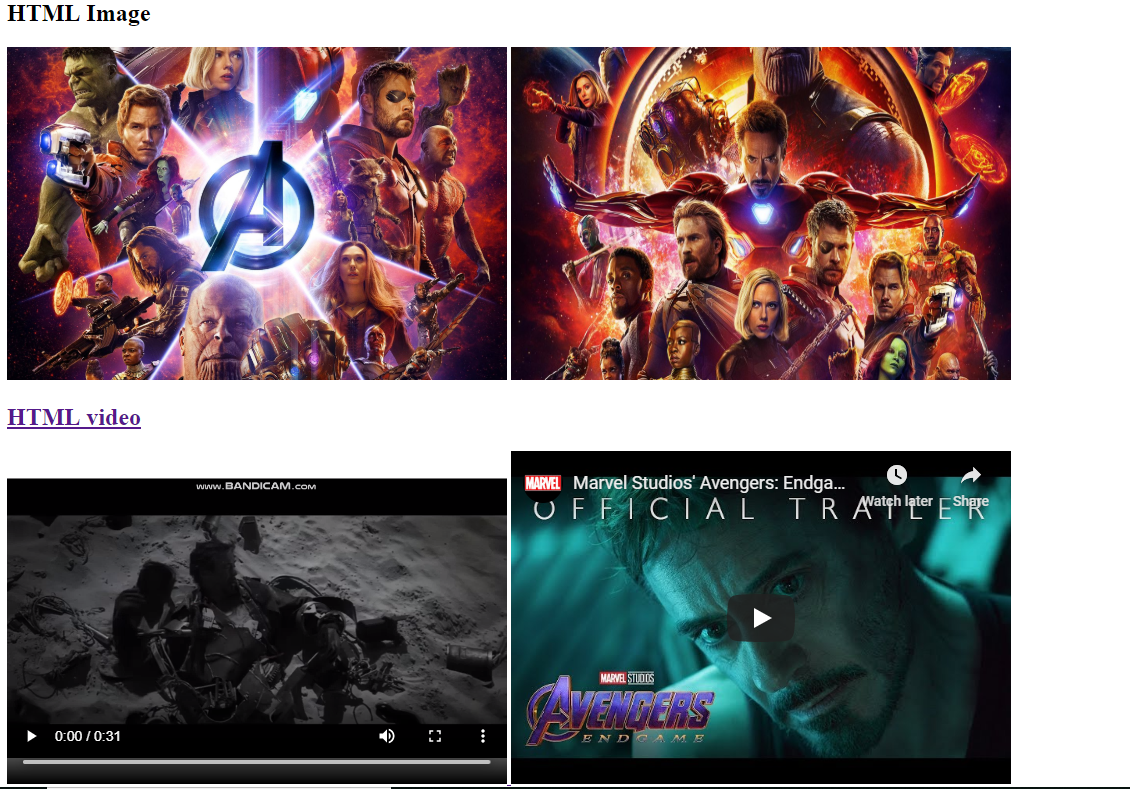 HTML Image
HTML video
www.BANDICAM.com
MARVEL Marvel Studios' Avengers: Endga...
Watch later Share
OFFICIAL TRAILER
MARVEL STUDIOS
AVENGERS
ENDGAME
0:00 / 0:31